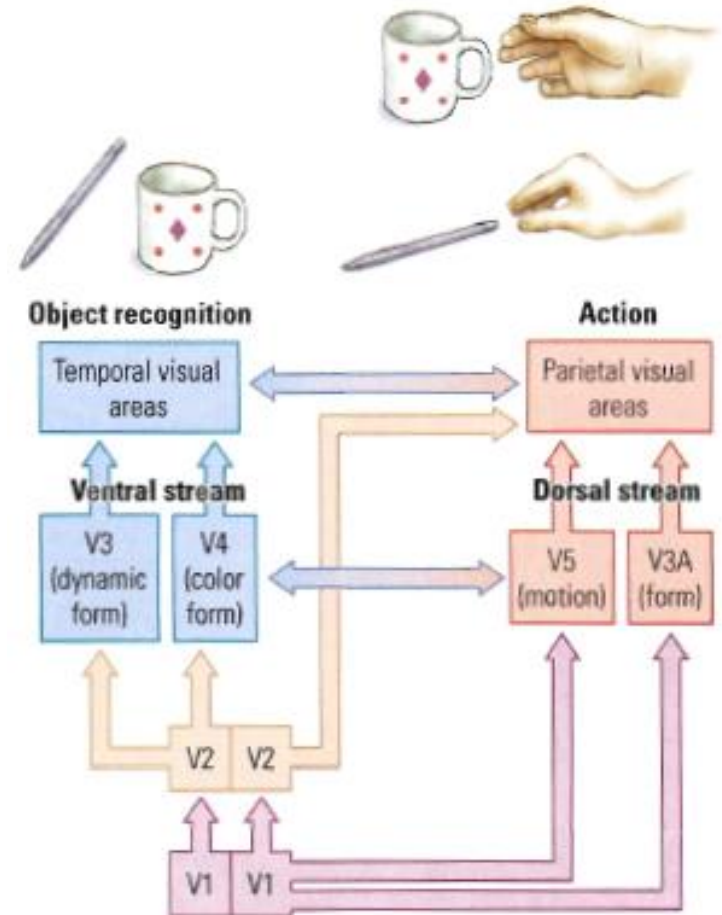 Object recognition
Action
Temporal visual
areas
Parietal visual
areas
Ventral stream
Dorsal stream
V3
(dynamic
form)
V4
(color
form)
V5
(motion)
V3A
(form)
V2
V2
V1
V1